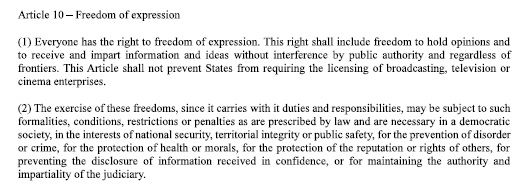 Article 10 – Freedom of expression
(1) Everyone has the right to freedom of expression. This right shall include freedom to hold opinions and
to receive and impart information and ideas without interference by public authority and regardless of
frontiers. This Article shall not prevent States from requiring the licensing of broadcasting, television or
cinema enterprises.
(2) The exercise of these freedoms, since it carries with it duties and responsibilities, may be subject to such
formalities, conditions, restrictions or penalties as are prescribed by law and are necessary in a democratic
society, in the interests of national security, territorial integrity or public safety, for the prevention of disorder
or crime, for the protection of health or morals, for the protection of the reputation or rights of others, for
preventing the disclosure of information received in confidence, or for maintaining the authority and
impartiality of the judiciary.